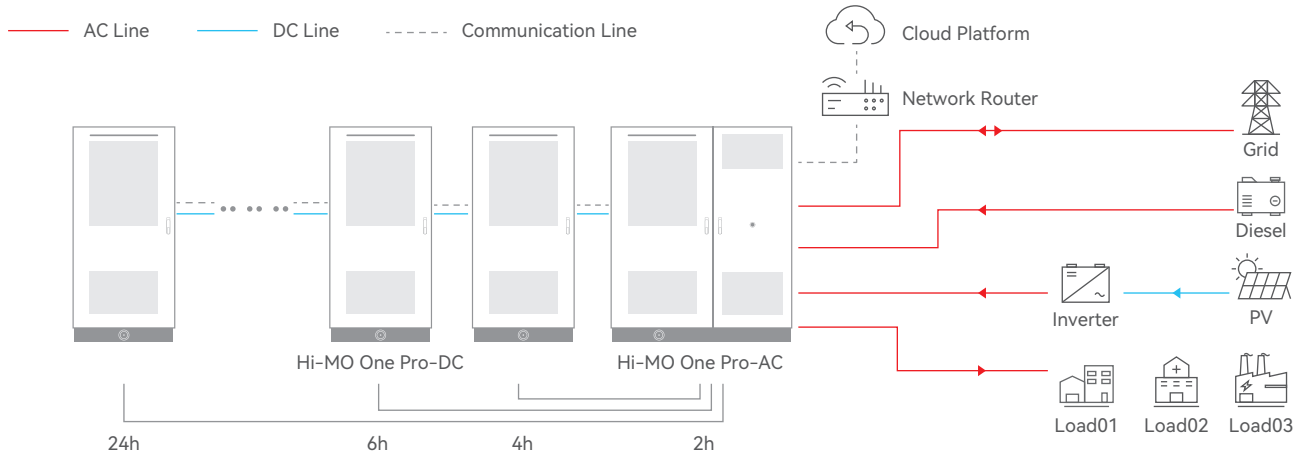 AC Line
DC Line
Communication Line
Cloud Platform
Network Router
Grid
Diesel
Inverter
PV
Hi-MO One Pro-DC
Hi-MO One Pro-AC
Load01
Load02
Load03
24h
6h
4h
2h